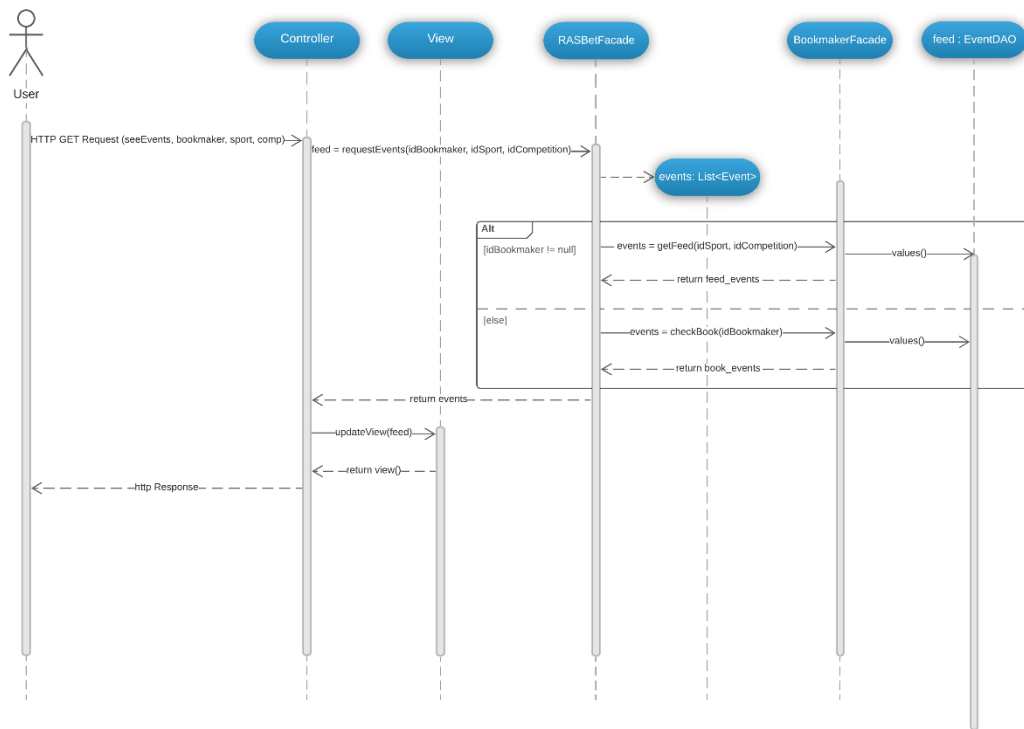 Controller
View
RASBetFacade
BookmakerFacade
feed : EventDAO
User
HTTP GET Request (seeEvents, bookmaker, sport, comp)
feed = requestEvents(idBookmaker, idSport, idCompetition)
events: List<Event>
Alt
[idBookmaker != null]
events = getFeed(idSport, idCompetition)
values()
return feed_events
[else]
events = checkBook(idBookmaker)
values()
return book_events
return events
updateView(feed)
return view()
http Response